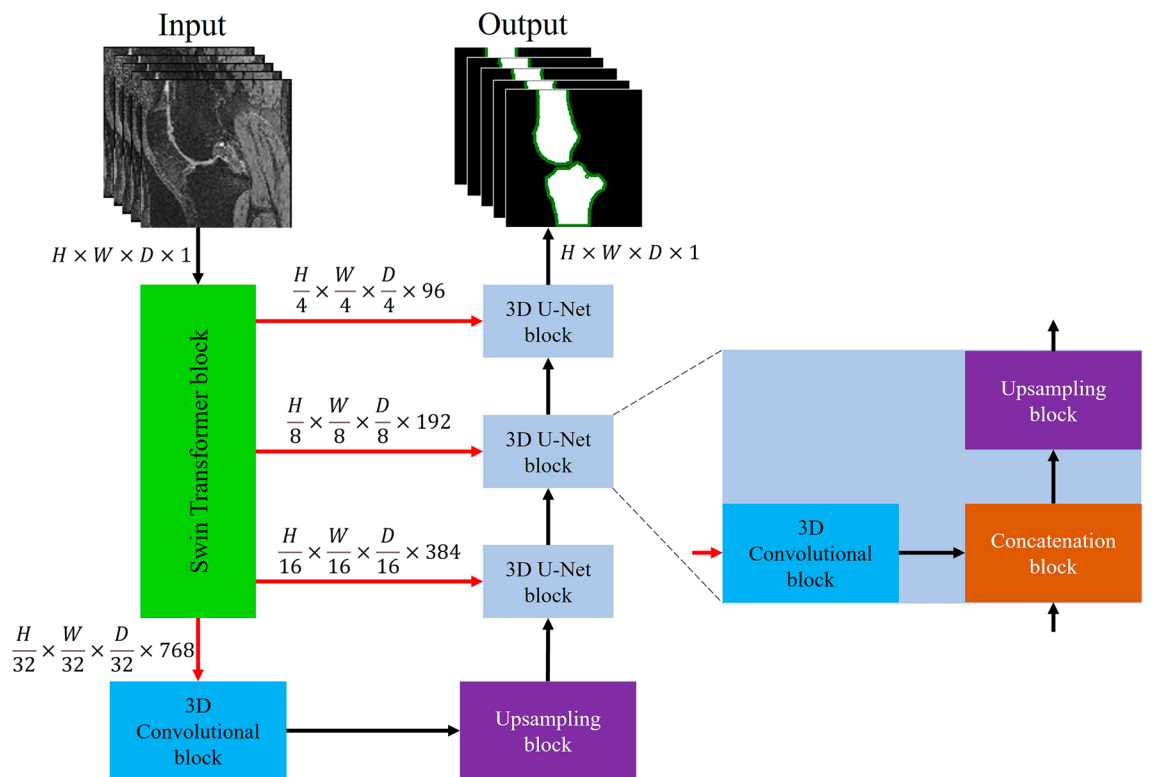 Input
Output
H × W × D × 1
H × W × D × 1
H/4 × W/4 × D/4 × 96
3D U-Net
block
Swin Transformer block
H/8 × W/8 × D/8 × 192
3D U-Net
block
H/16 × W/16 × D/16 × 384
3D U-Net
block
Upsampling
block
3D
Convolutional
block
Concatenation
block
H/32 × W/32 × D/32 × 768
3D
Convolutional
block
Upsampling
block